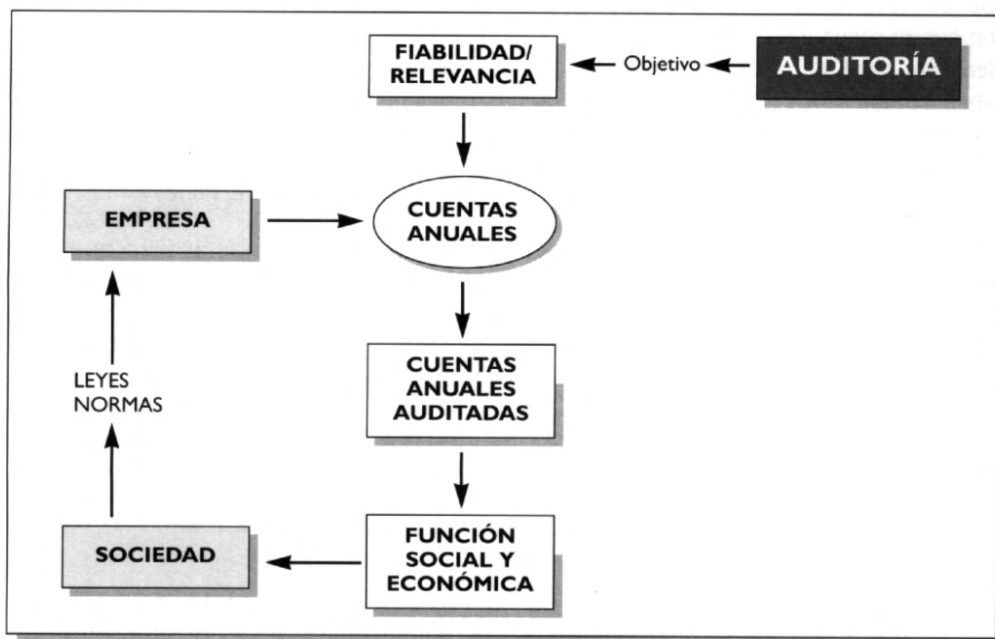 FIABILIDAD/
RELEVANCIA
Objetivo
AUDITORÍA
EMPRESA
CUENTAS
ANUALES
LEYES
NORMAS
CUENTAS
ANUALES
AUDITADAS
SOCIEDAD
FUNCIÓN
SOCIAL Y
ECONÓMICA